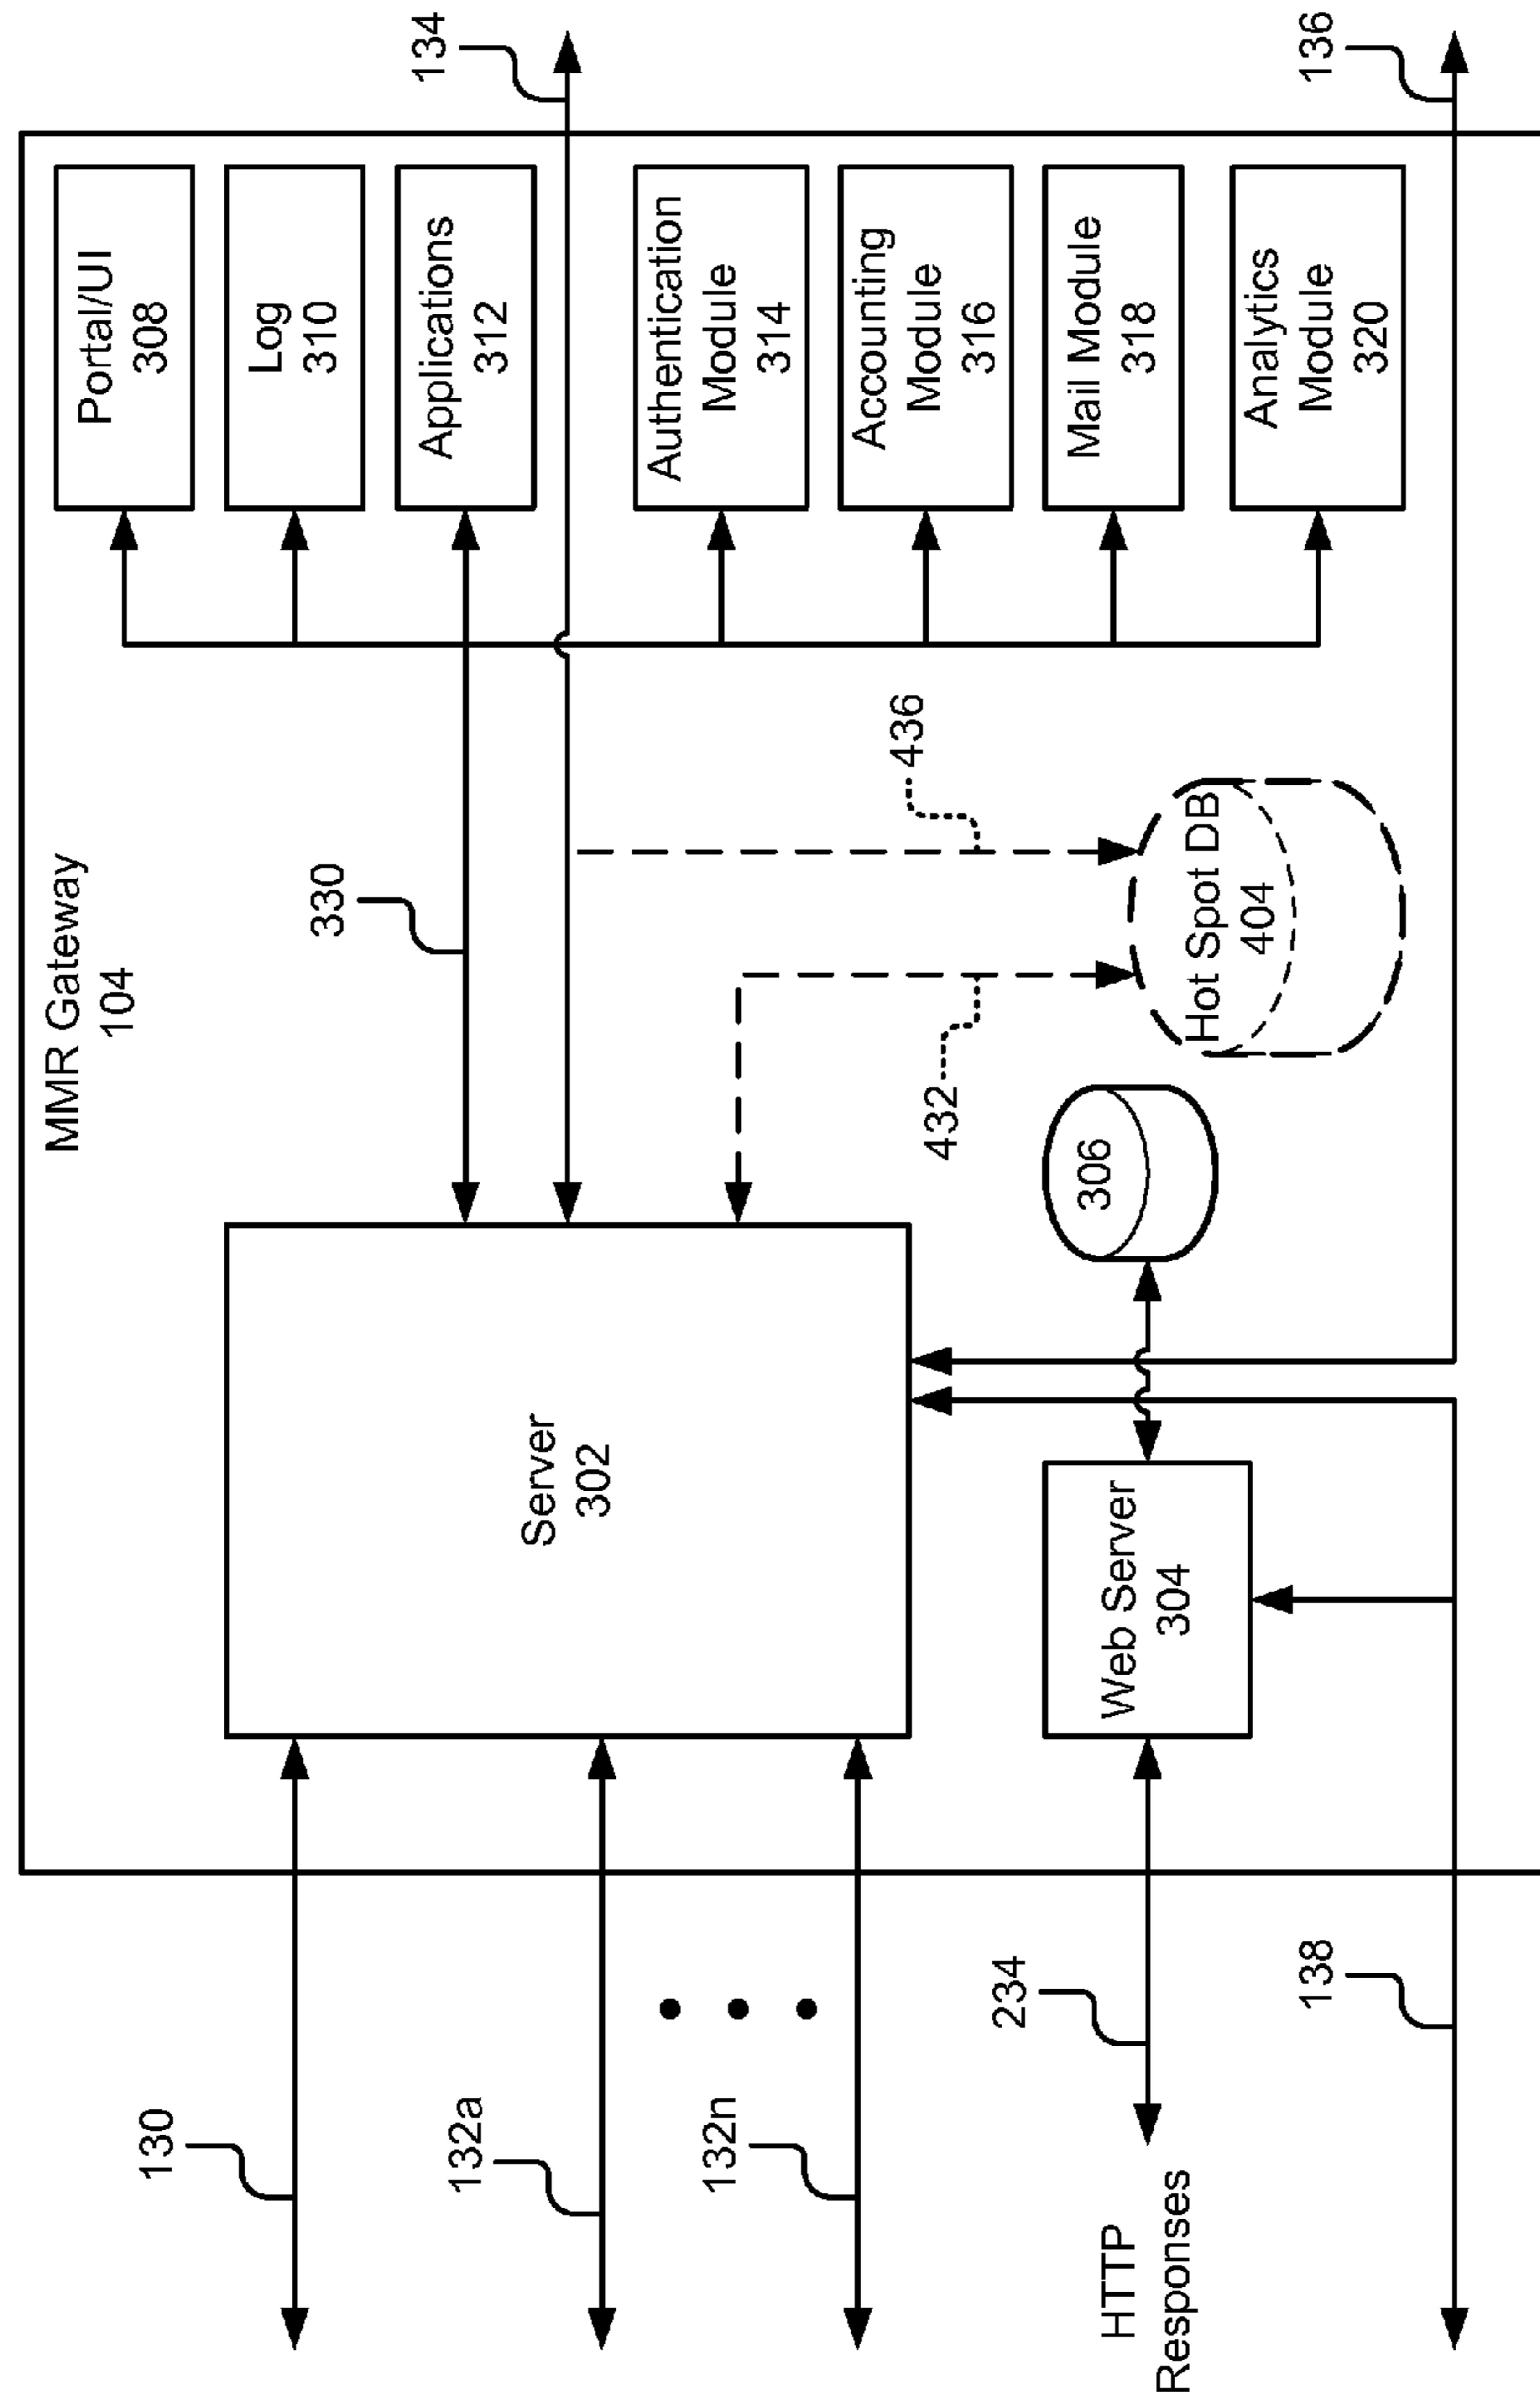 MMR Gateway
104
130
132a
132n
234
HTTP
Responses
138
Server
302
Web Server
304
306
330
432
436
Hot Spot DB
404
Portal/UI
308
Log
310
Applications
312
Authentication
Module
314
Accounting
Module
316
Mail Module
318
Analytics
Module
320
134
136